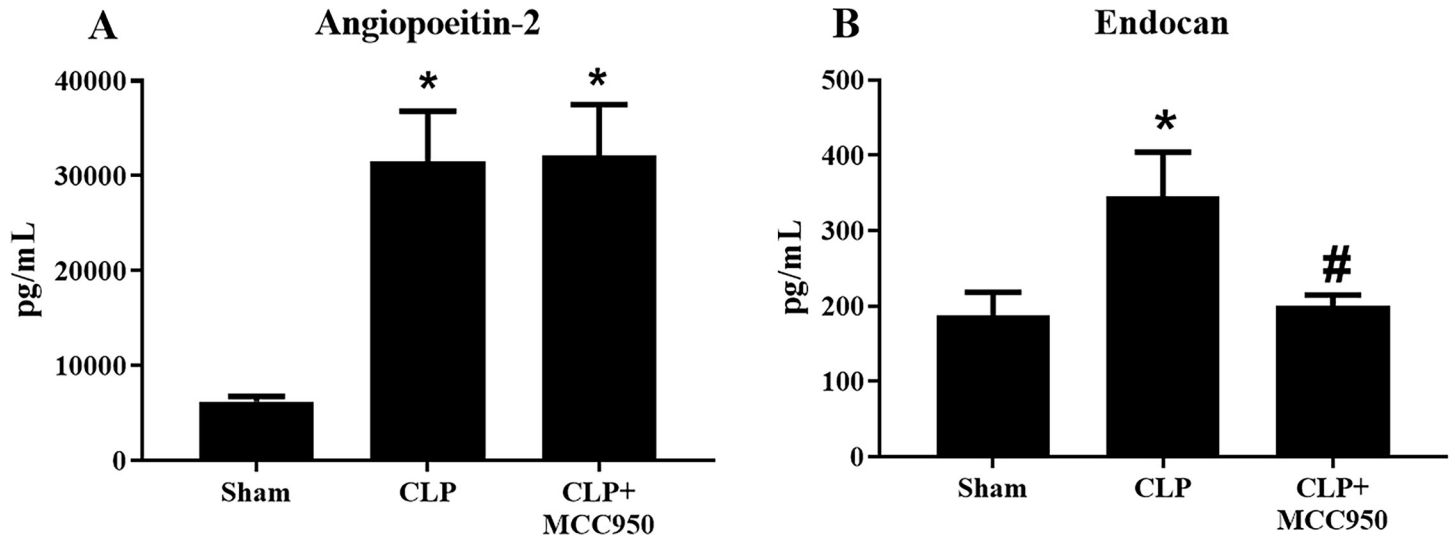 A
Angiopoeitin-2
pg/mL
40000
30000
20000
10000
0
*
*
Sham
CLP
CLP+
MCC950
B
Endocan
pg/mL
500
400
300
200
100
0
*
#
Sham
CLP
CLP+
MCC950